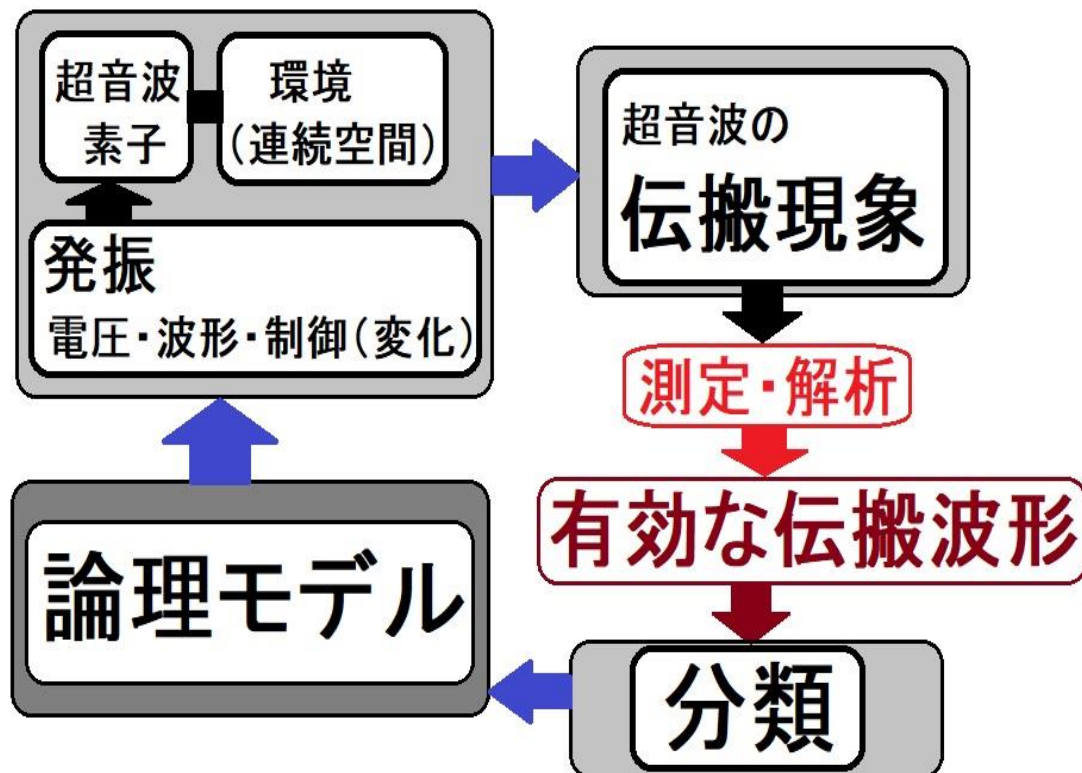 超音波
素子
環境
(連続空間)
発振
電圧・波形・制御(変化)
超音波の
伝搬現象
測定・解析
有効な伝搬波形
分類
論理モデル